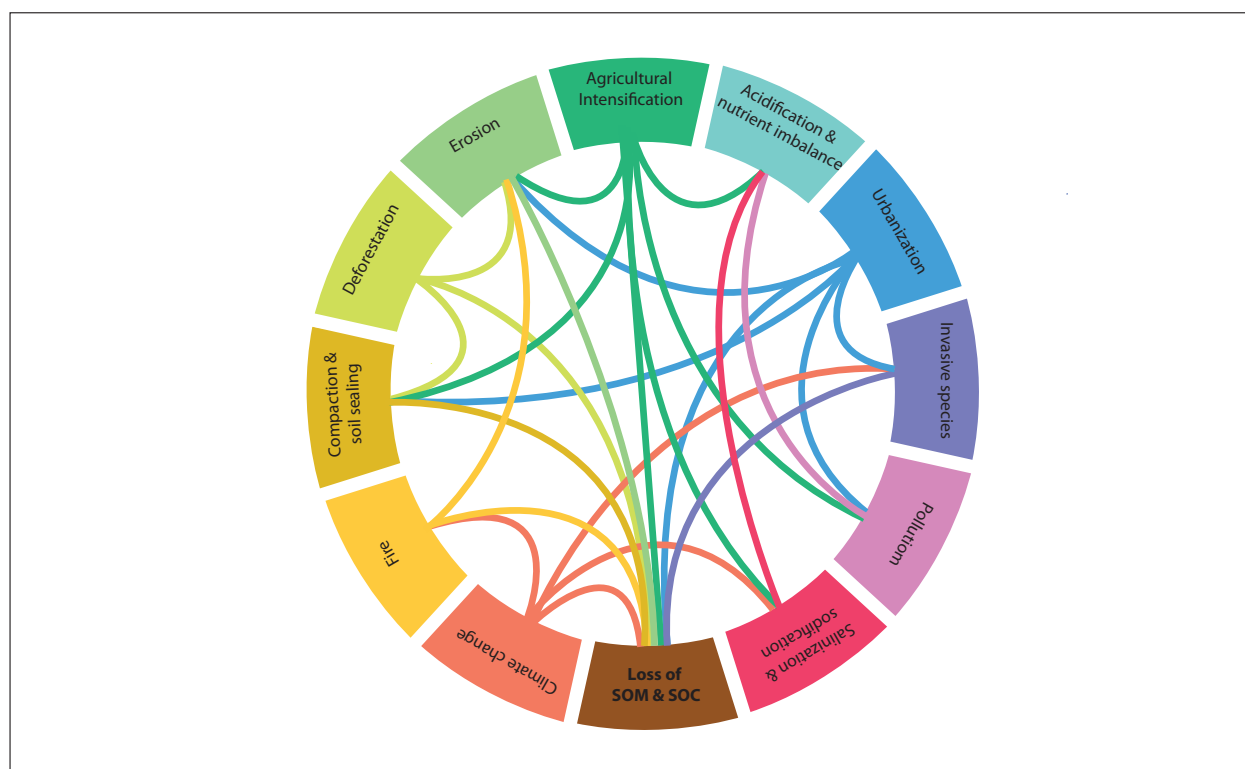 Agricultural
Intensification
Acidification &
nutrient imbalance
Urbanization
Invasive species
Pollutiom
Salinization &
sodification
Loss of
SOM & SOC
Climate change
Fire
Compaction &
soil sealing
Deforestation
Erosion